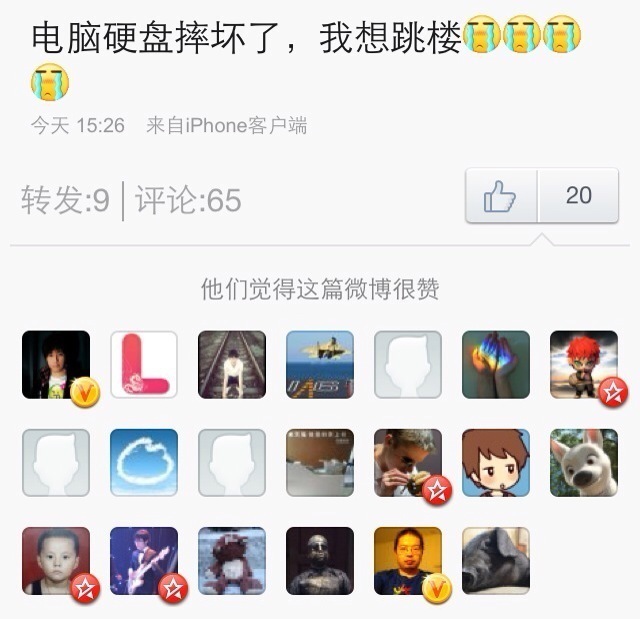 电脑硬盘摔坏了，我想跳楼😭😭😭
😭
今天 15:26 来自iPhone客户端
转发:9 | 评论:65
20
他们觉得这篇微博很赞
L
V
V